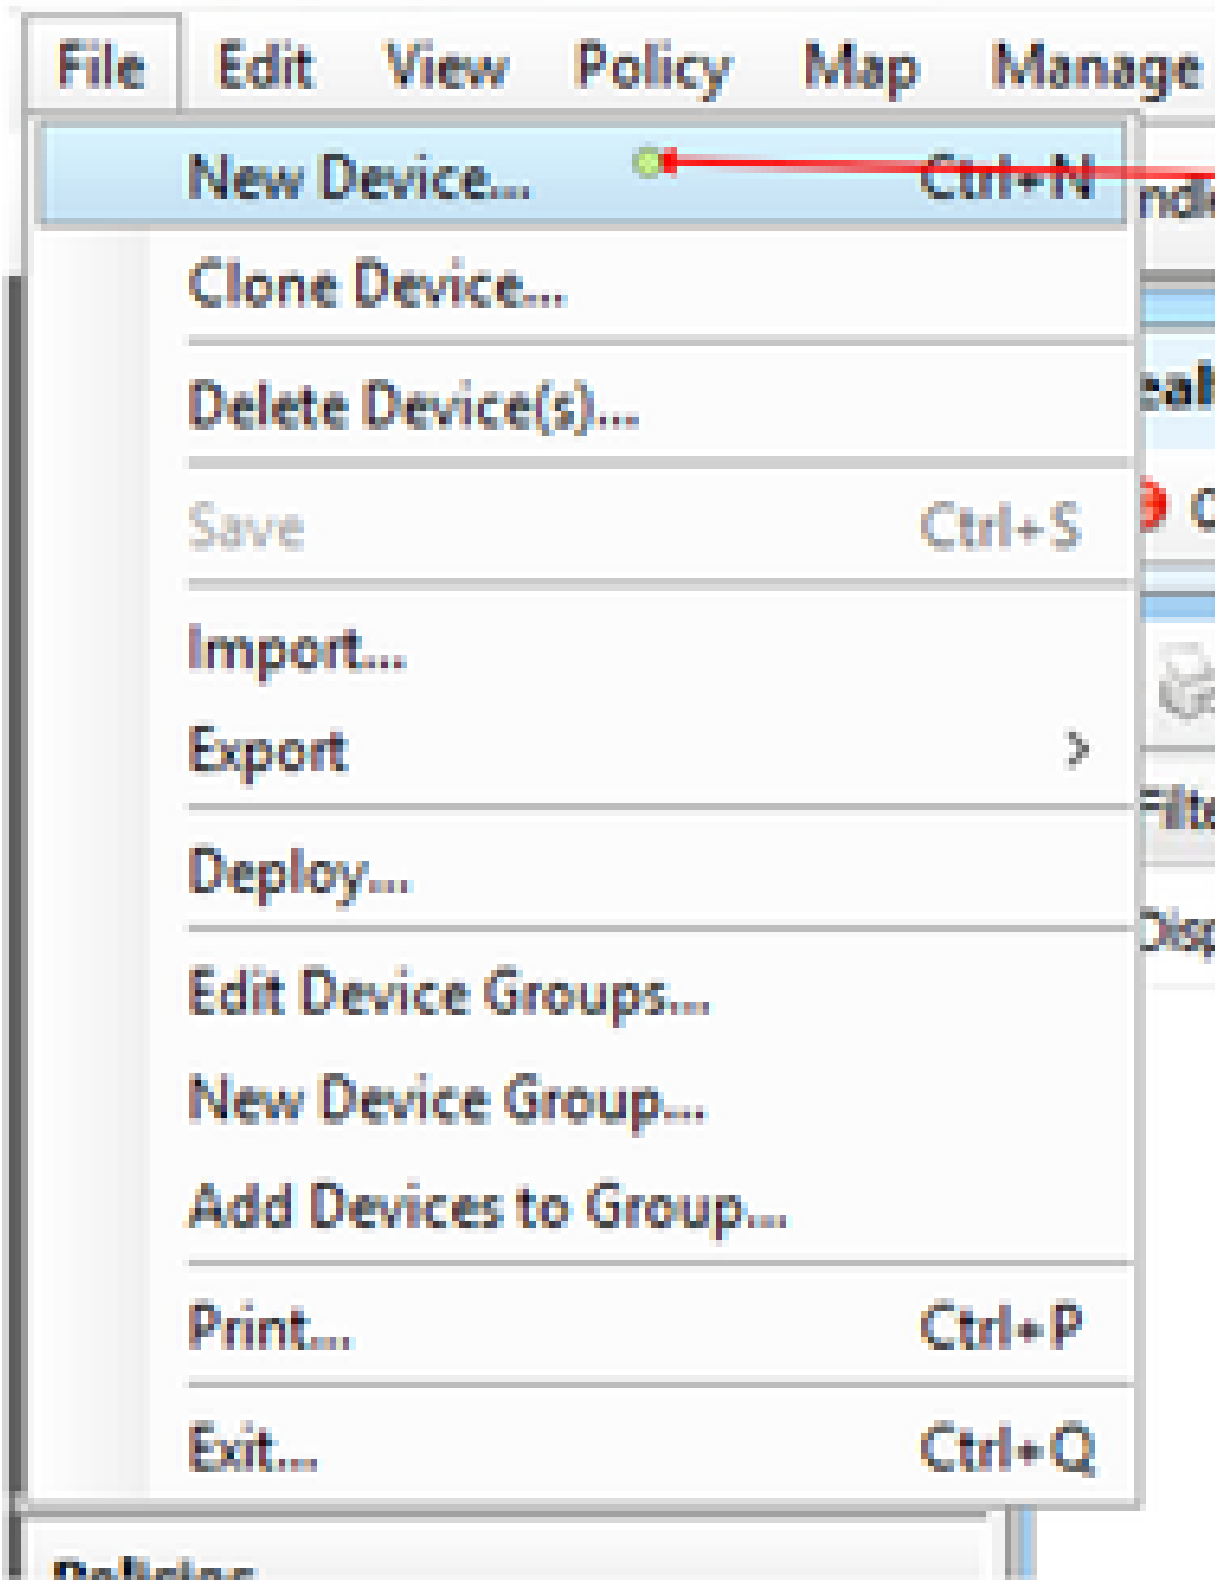 File Edit View Policy Map Manage
New Device... Ctrl+N
Clone Device...
Delete Device(s)...
Save Ctrl+S
Import...
Export >
Deploy...
Edit Device Groups...
New Device Group...
Add Devices to Group...
Print... Ctrl+P
Exit... Ctrl+Q
Policies